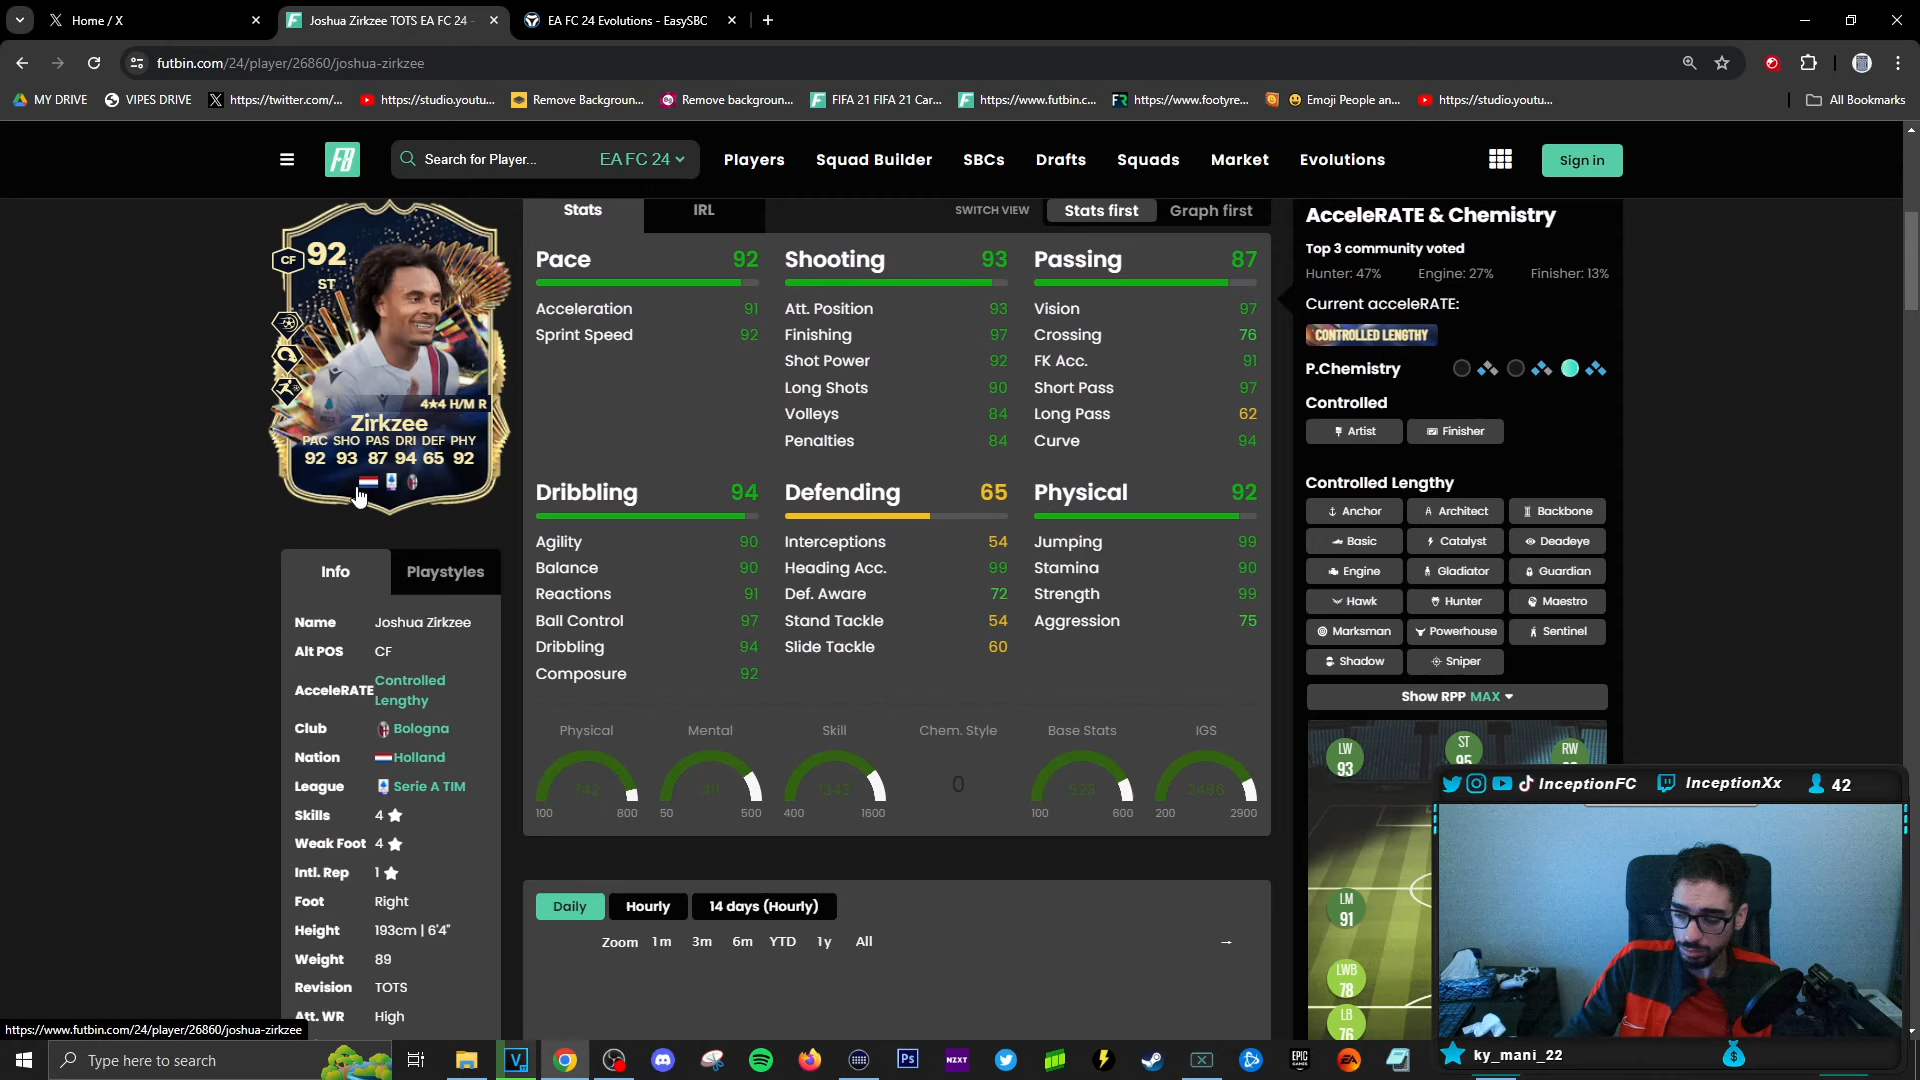 Home / X
Joshua Zirkzee TOTS EA FC 24 -
EA FC 24 Evolutions - EasySBC
futbin.com/24/player/26860/joshua-zirkzee
MY DRIVE
VIPES DRIVE
https://twitter.com/...
https://studio.youtu...
Remove Backgroun...
Remove backgroun...
FIFA 21 FIFA 21 Car...
https://www.futbin.c...
https://www.footyre...
Emoji People an...
https://studio.youtu...
All Bookmarks
Search for Player...
EA FC 24
Players
Squad Builder
SBCs
Drafts
Squads
Market
Evolutions
Sign in
92
CF
ST
4★4 H/M R
Zirkzee
PAC SHO PAS DRI DEF PHY
92 93 87 94 65 92
Info
Playstyles
Name Joshua Zirkzee
Alt POS CF
AcceleRATE Controlled Lengthy
Club Bologna
Nation Holland
League Serie A TIM
Skills 4
Weak Foot 4
Intl. Rep 1
Foot Right
Height 193cm | 6'4"
Weight 89
Revision TOTS
Att. WR High
Stats
IRL
SWITCH VIEW
Stats first
Graph first
Pace 92
Acceleration 91
Sprint Speed 92
Shooting 93
Att. Position 93
Finishing 97
Shot Power 92
Long Shots 90
Volleys 84
Penalties 84
Passing 87
Vision 97
Crossing 76
FK Acc. 91
Short Pass 97
Long Pass 62
Curve 94
Dribbling 94
Agility 90
Balance 90
Reactions 91
Ball Control 97
Dribbling 94
Composure 92
Defending 65
Interceptions 54
Heading Acc. 99
Def. Aware 72
Stand Tackle 54
Slide Tackle 60
Physical 92
Jumping 99
Stamina 90
Strength 99
Aggression 75
Physical
742
100 800
Mental
411
50 500
Skill
1343
400 1600
Chem. Style
0
Base Stats
523
100 600
IGS
2496
200 2900
Daily
Hourly
14 days (Hourly)
Zoom 1m 3m 6m YTD 1y All
→
AcceleRATE & Chemistry
Top 3 community voted
Hunter: 47% Engine: 27% Finisher: 13%
Current acceleRATE:
CONTROLLED LENGTHY
P.Chemistry
Controlled
Artist
Finisher
Controlled Lengthy
Anchor
Architect
Backbone
Basic
Catalyst
Deadeye
Engine
Gladiator
Guardian
Hawk
Hunter
Maestro
Marksman
Powerhouse
Sentinel
Shadow
Sniper
Show RPP MAX
LW
93
ST
95
RW
LM
91
LWB
78
LB
76
InceptionFC
InceptionXx
42
ky_mani_22
https://www.futbin.com/24/player/26860/joshua-zirkzee
Type here to search
Ps
NZXT
EPIC GAMES
EA